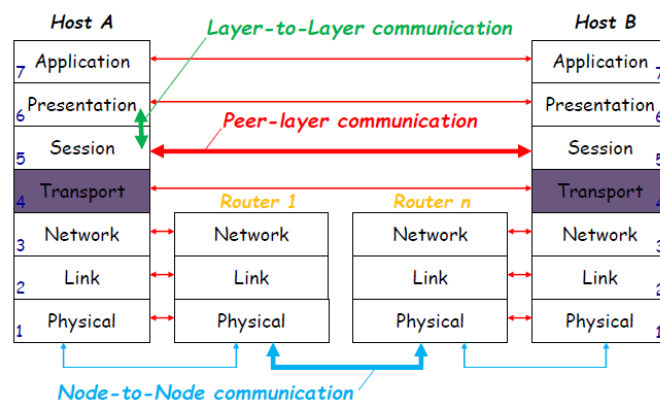 Host A
Host B
Layer-to-Layer communication
7 Application
Application 7
6 Presentation
Presentation 6
Peer-layer communication
5 Session
Session 5
4 Transport
Transport 4
Router 1
Router n
3 Network
Network
Network
Network 3
2 Link
Link
Link
Link 2
1 Physical
Physical
Physical
Physical 1
Node-to-Node communication